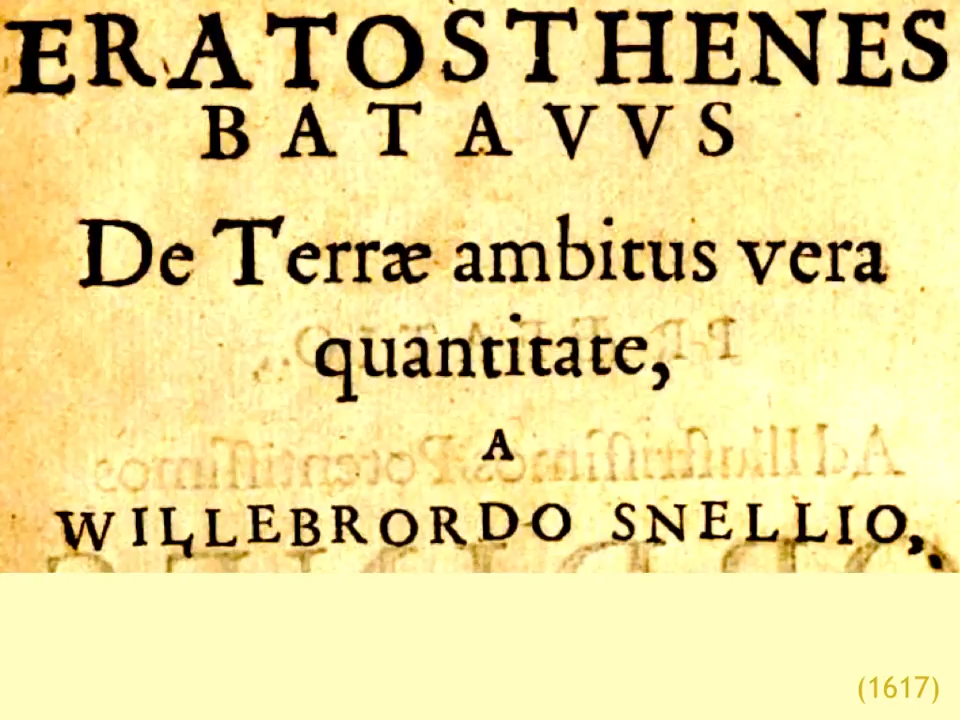 ERATOSTHENES
BATAVVS
De Terræ ambitus vera
quantitate,
A
WILLEBRORDO SNELLIO,
(1617)